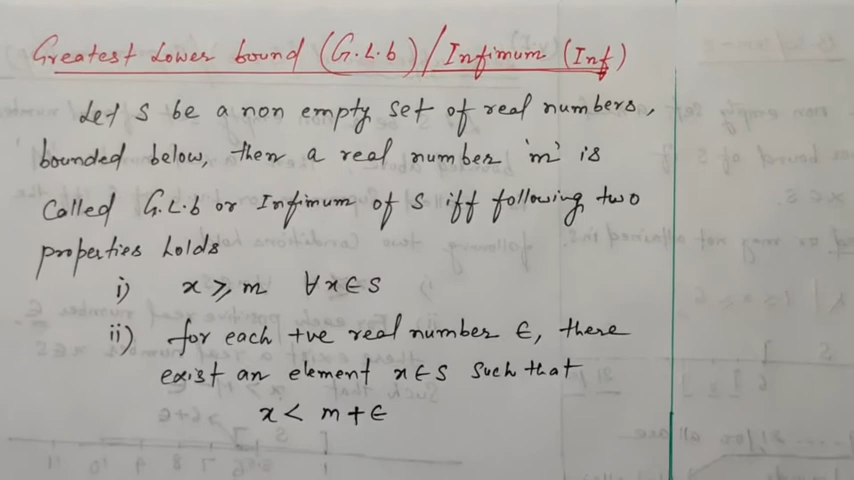 Greatest Lower bound (G.L.b) / Infimum (Inf)
Let S be a non empty set of real numbers,
bounded below, then a real number 'm' is
Called G.L.b or Infimum of S iff following two
properties holds
i) x ⩾ m ∀ x ∈ S
ii) for each +ve real number ϵ, there
exist an element x ∈ S Such that
x < m + ϵ